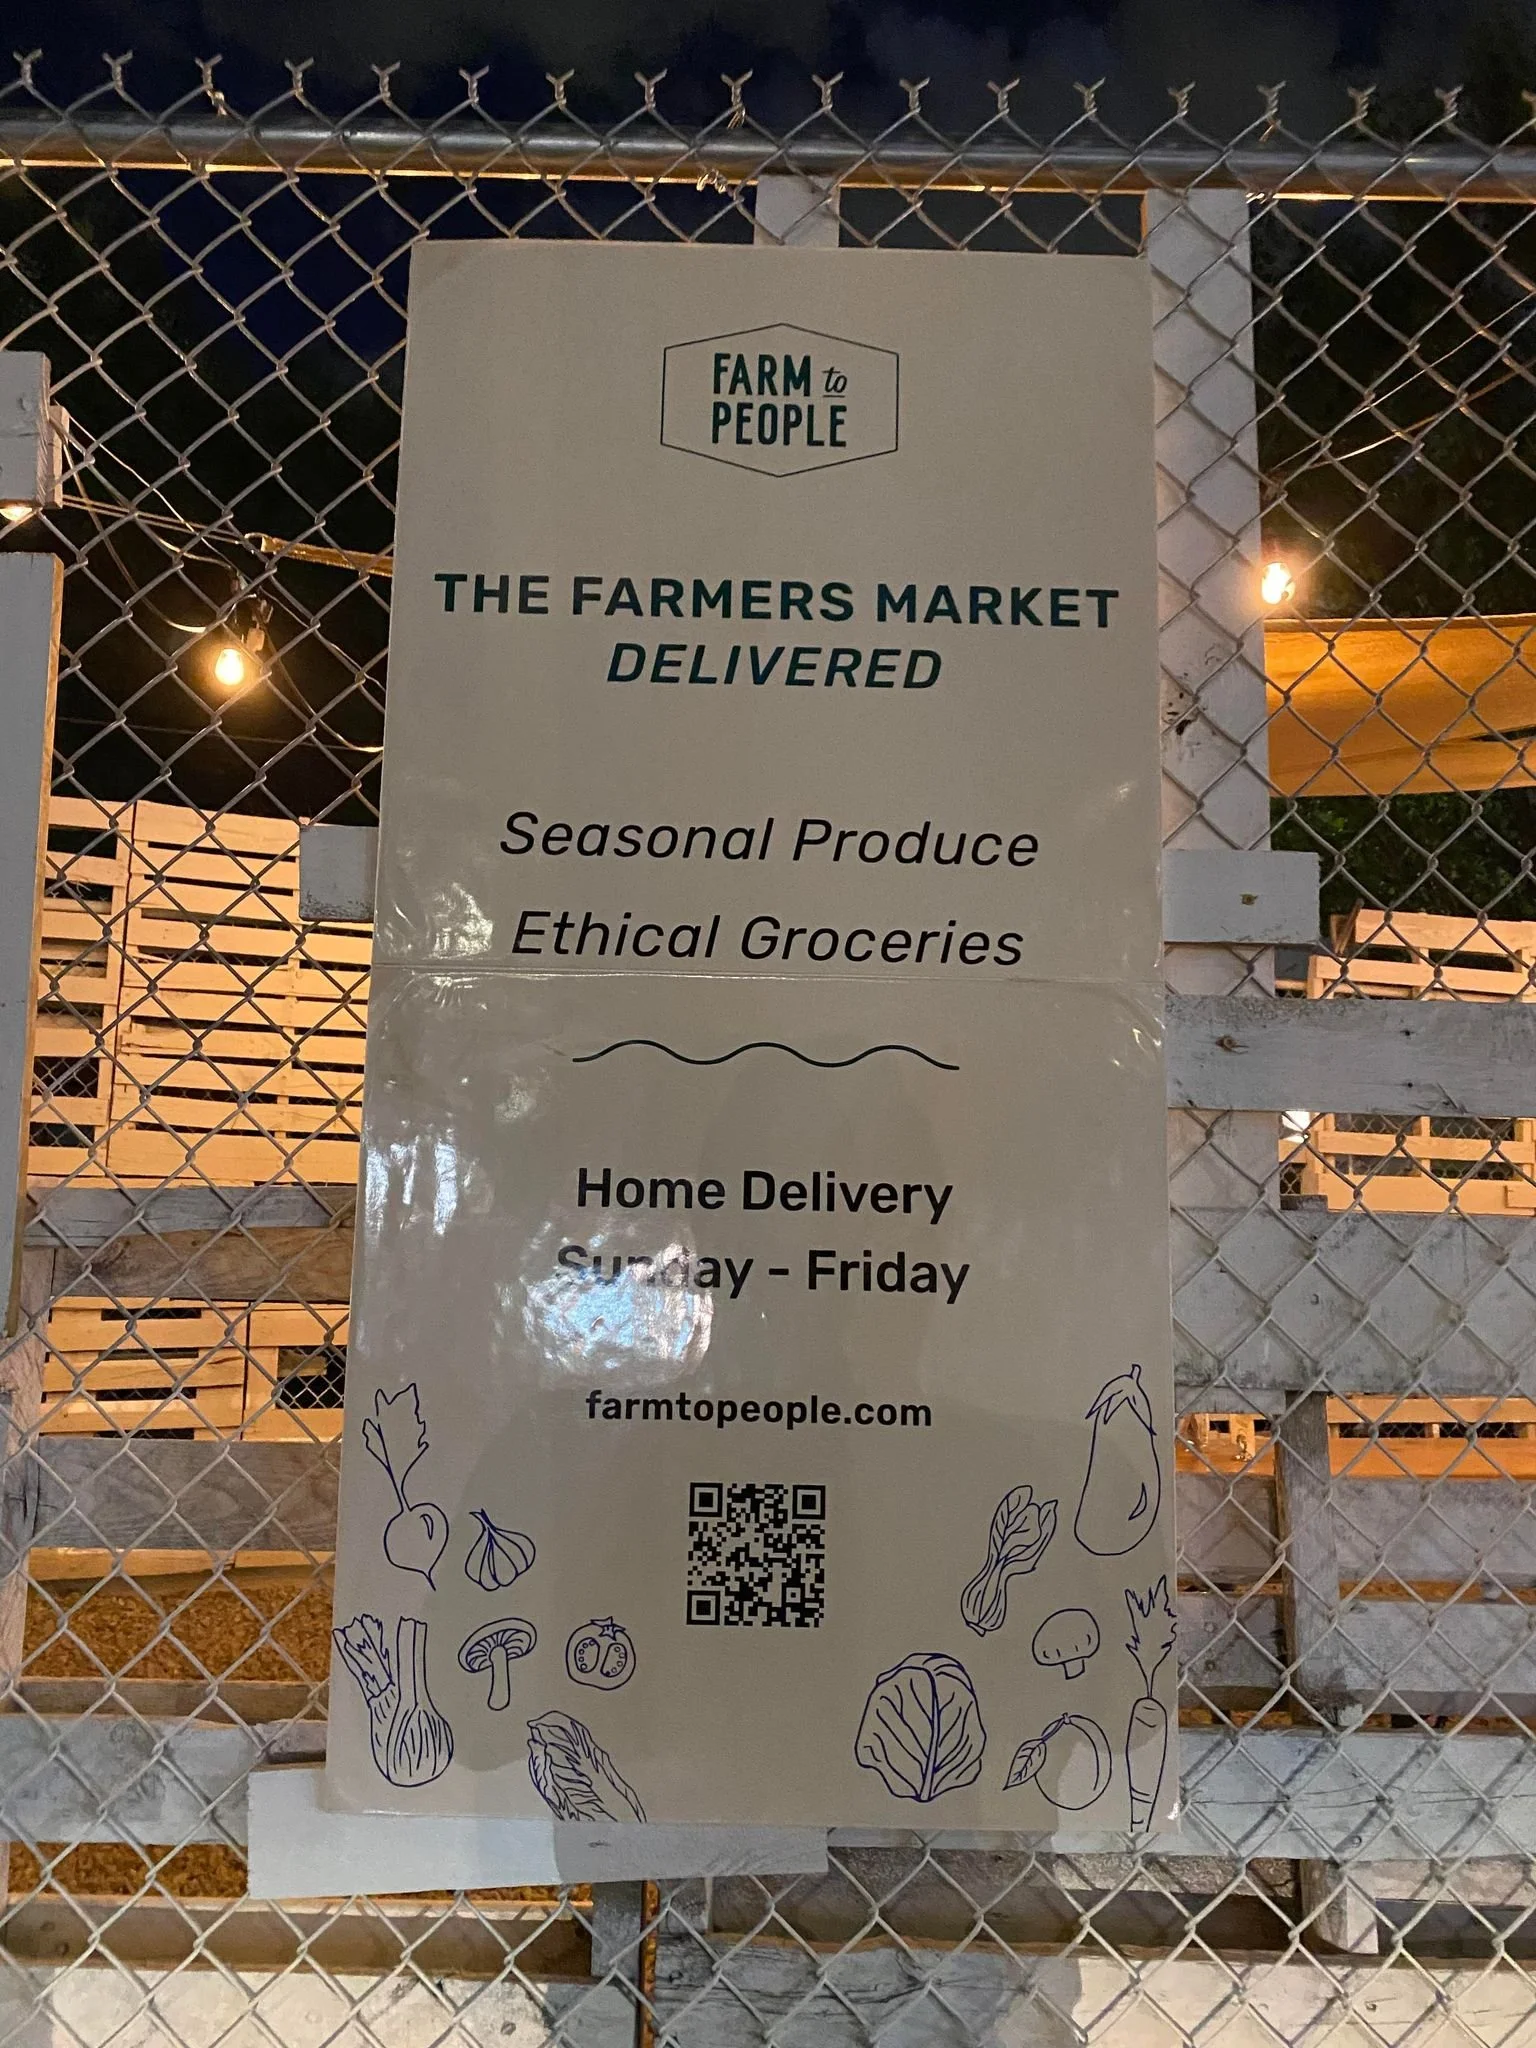 FARM to
PEOPLE
THE FARMERS MARKET
DELIVERED
Seasonal Produce
Ethical Groceries
Home Delivery
Sunday - Friday
farmtopeople.com